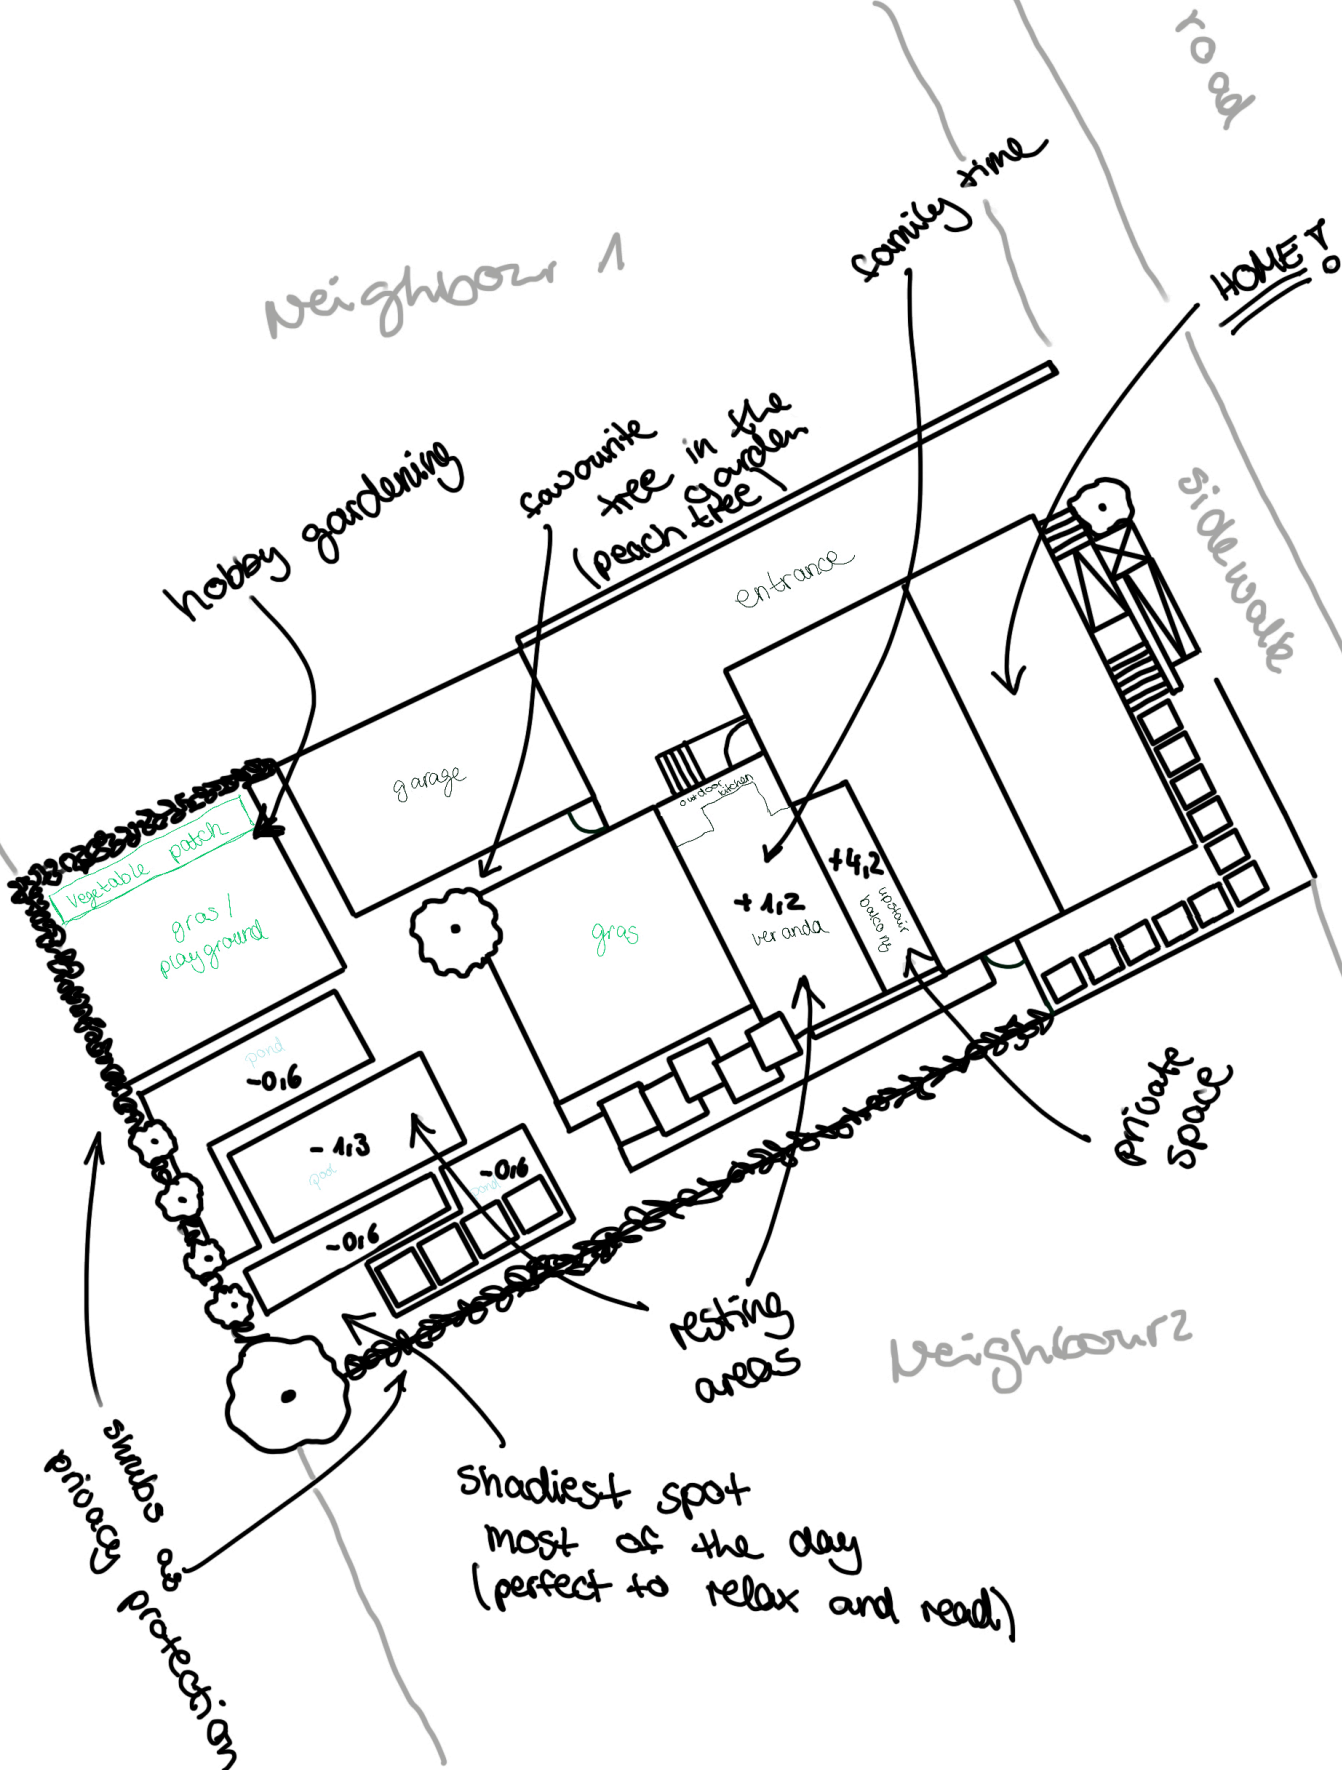 road
family time
Neighbour 1
HOME!
favourite
tree in the
garden
(peach tree)
hobby gardening
sidewalk
entrance
garage
outdoor kitchen
Vegetable patch
gras /
playground
gras
+4,2
upstair
balcony
+1,2
veranda
pond
-0,6
-1,3
pool
-0,6
pond
-0,6
private
space
resting
areas
Neighbour 2
shrubs as
privacy protection
Shadiest spot
most of the day
(perfect to relax and read)